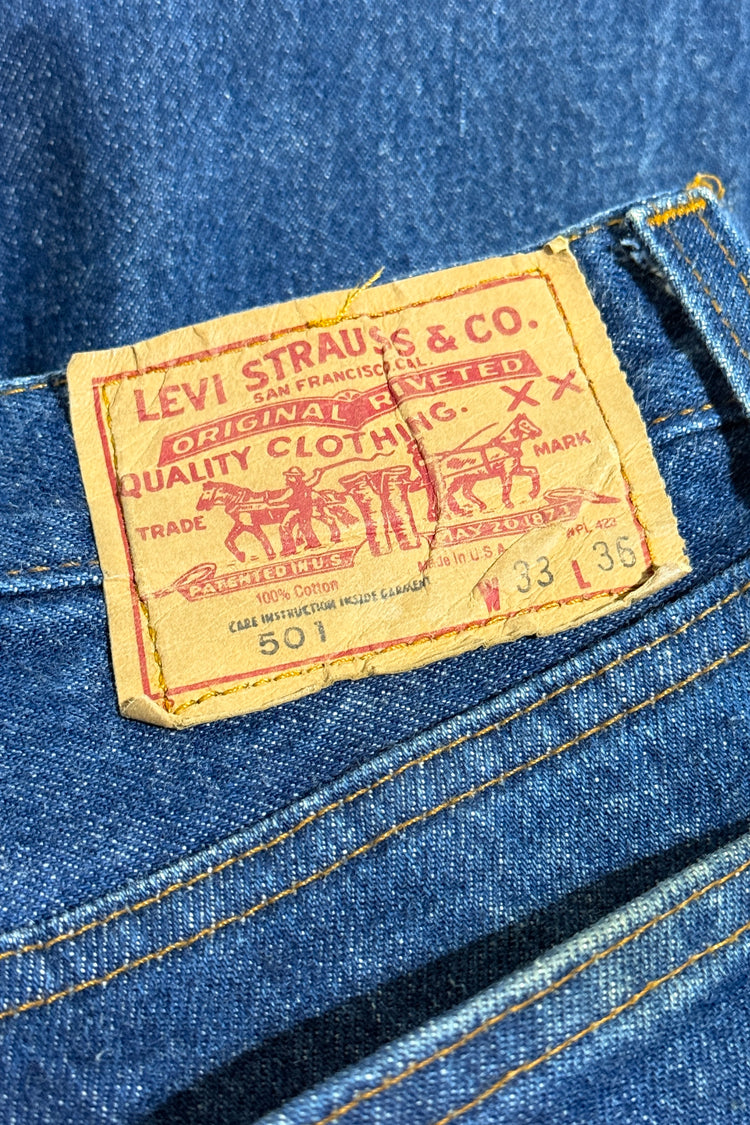 LEVI STRAUSS & CO.
SAN FRANCISCO, CAL.
ORIGINAL RIVETED
QUALITY CLOTHING. XX
TRADE MARK
PATENTED IN U.S. MAY 20 1873
WPL 423
100% Cotton Made In U.S.A.
W 33 L 36
CARE INSTRUCTION INSIDE GARMENT
501